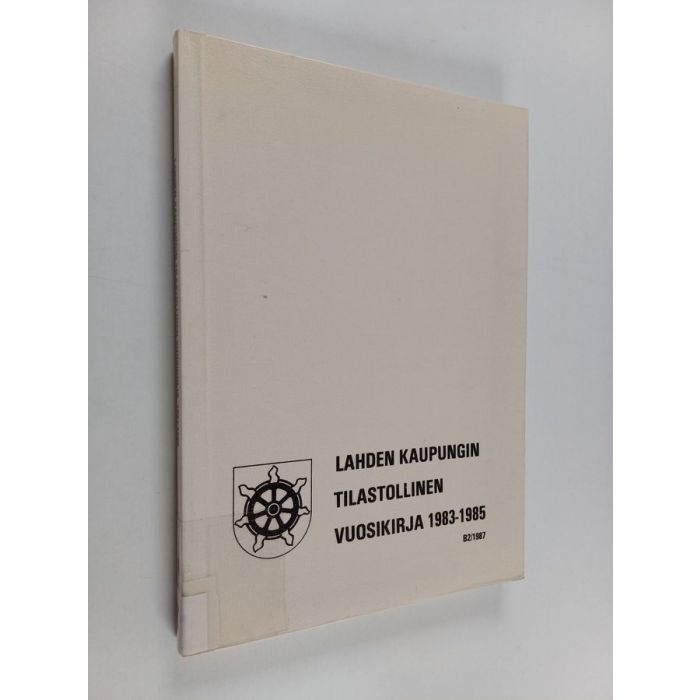 LAHDEN KAUPUNGIN
TILASTOLLINEN
VUOSIKIRJA 1983-1985
B2/1987